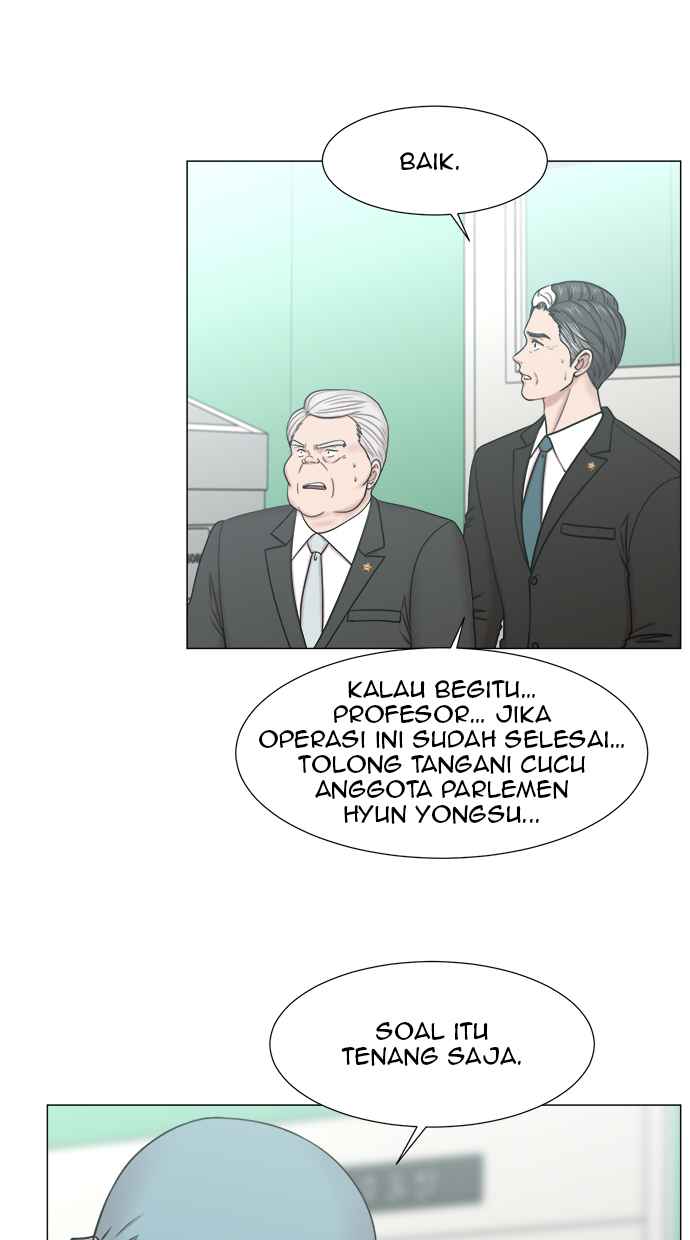 BAIK.
KALAU BEGITU...
PROFESOR... JIKA
OPERASI INI SUDAH SELESAI...
TOLONG TANGANI CUCU
ANGGOTA PARLEMEN
HYUN YONGSU...
SOAL ITU
TENANG SAJA.